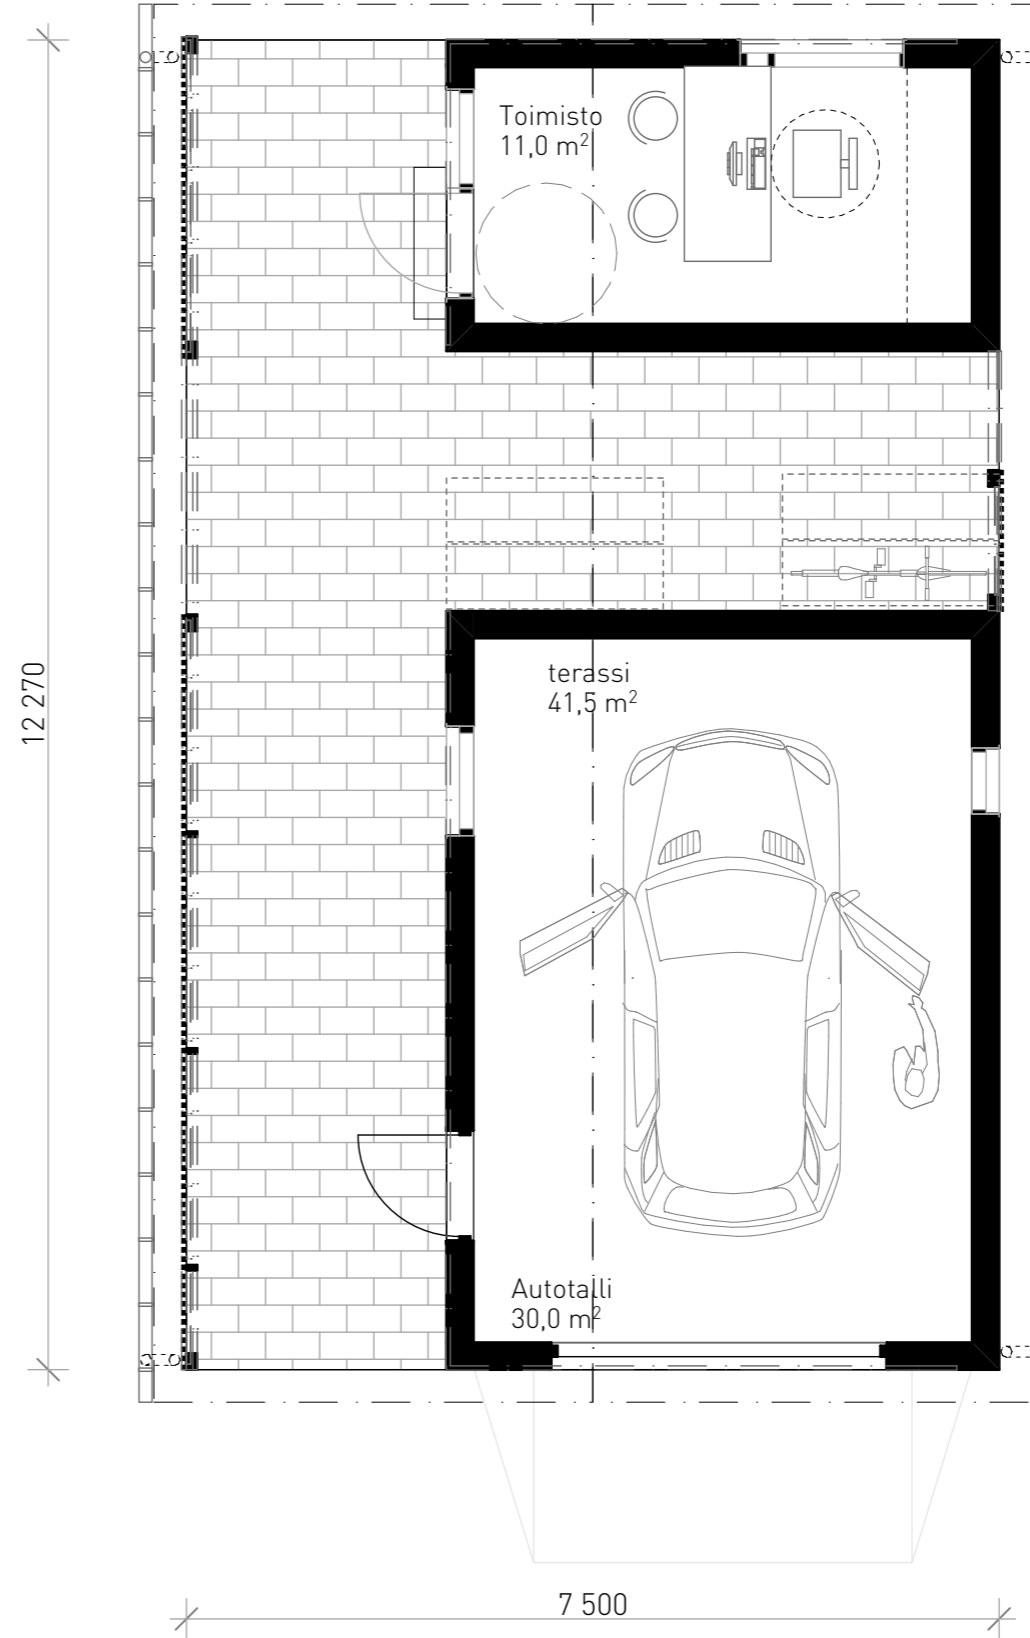 Toimisto
11,0 m²
terassi
41,5 m²
12 270
Autotalli
30,0 m²
7 500